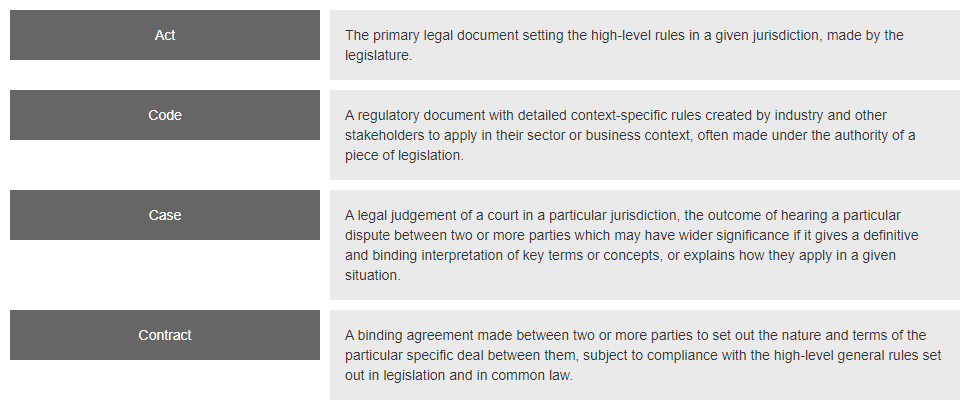 Act
The primary legal document setting the high-level rules in a given jurisdiction, made by the
legislature.
Code
A regulatory document with detailed context-specific rules created by industry and other
stakeholders to apply in their sector or business context, often made under the authority of a
piece of legislation.
Case
A legal judgement of a court in a particular jurisdiction, the outcome of hearing a particular
dispute between two or more parties which may have wider significance if it gives a definitive
and binding interpretation of key terms or concepts, or explains how they apply in a given
situation.
Contract
A binding agreement made between two or more parties to set out the nature and terms of the
particular specific deal between them, subject to compliance with the high-level general rules set
out in legislation and in common law.